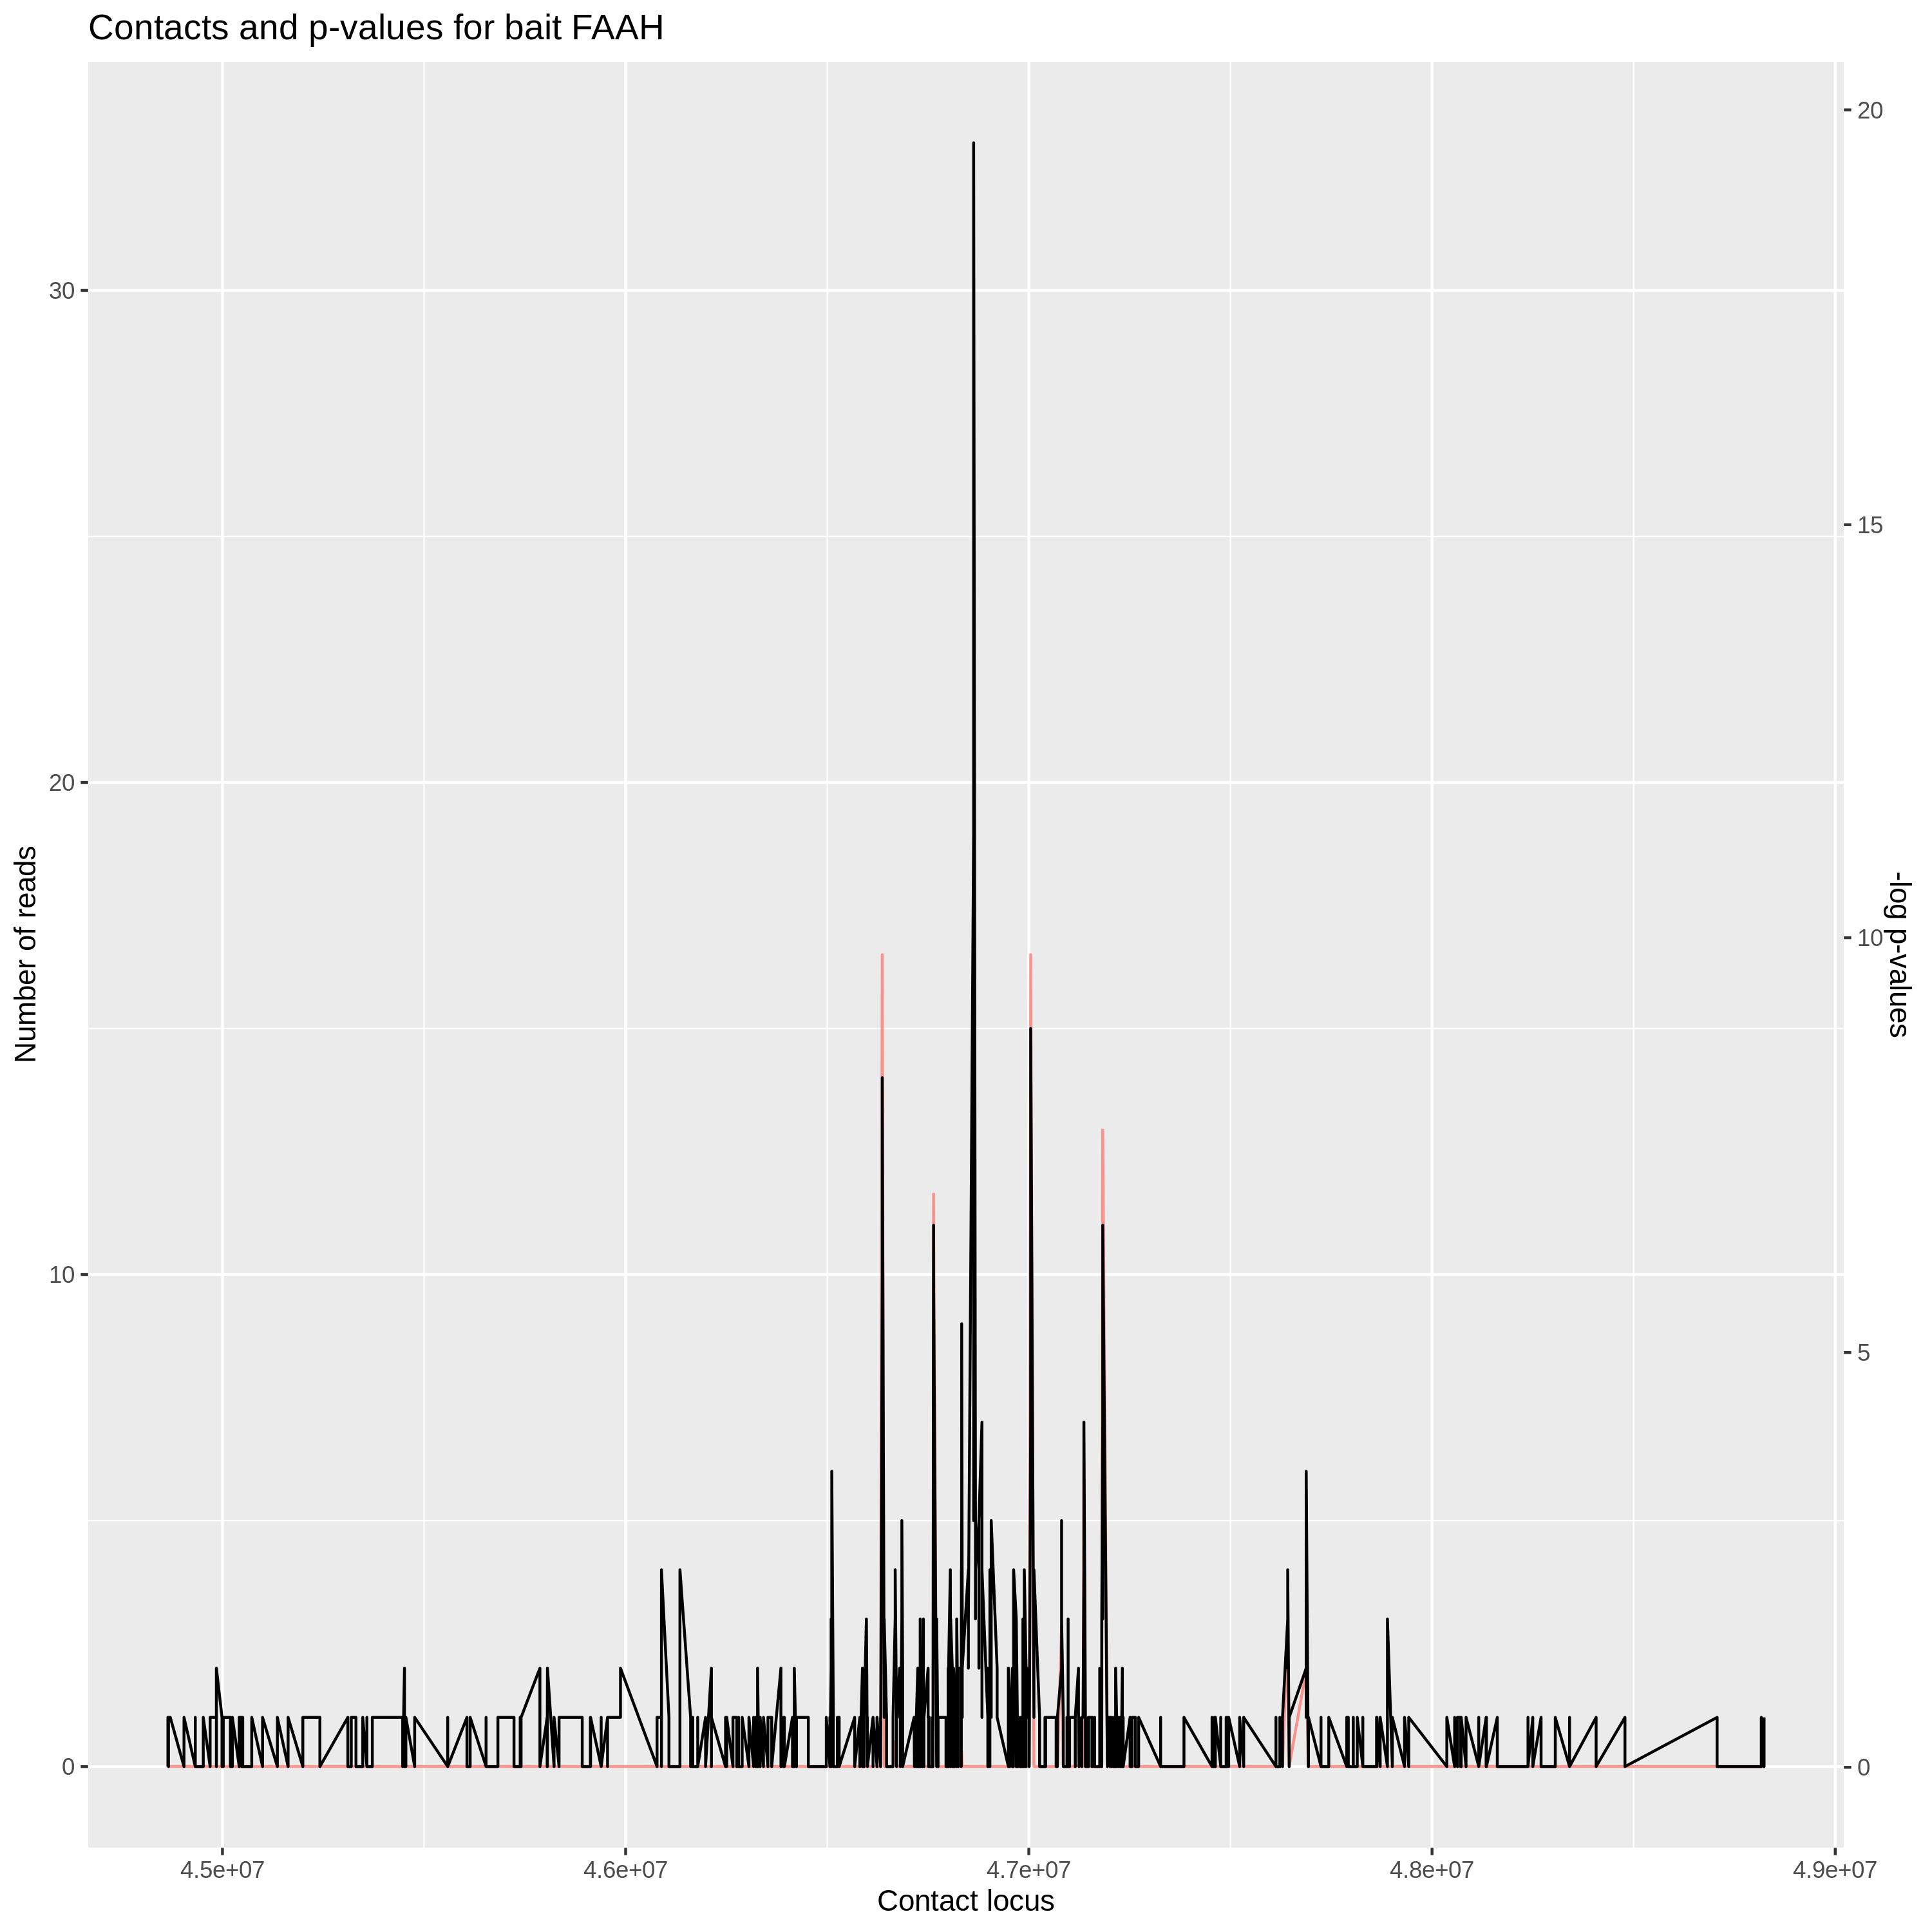 Contacts and p-values for bait FAAH
30
20
10
0
Number of reads
20
15
10
5
0
-log p-values
4.5e+07
4.6e+07
4.7e+07
4.8e+07
4.9e+07
Contact locus